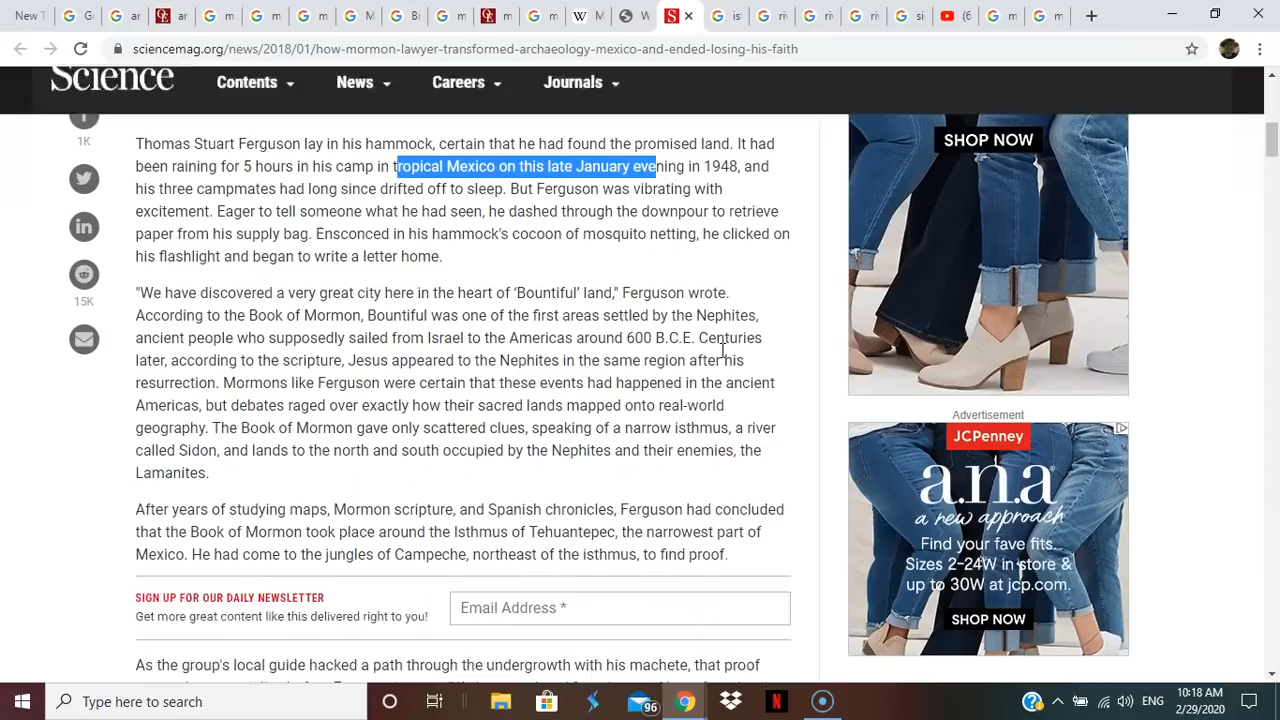 (6
sciencemag.org/news/2018/01/how-mormon-lawyer-transformed-archaeology-mexico-and-ended-losing-his-faith
Science
Contents
News
Careers
Journals
1K
15K
Thomas Stuart Ferguson lay in his hammock, certain that he had found the promised land. It had
been raining for 5 hours in his camp in tropical Mexico on this late January evening in 1948, and
his three campmates had long since drifted off to sleep. But Ferguson was vibrating with
excitement. Eager to tell someone what he had seen, he dashed through the downpour to retrieve
paper from his supply bag. Ensconced in his hammock's cocoon of mosquito netting, he clicked on
his flashlight and began to write a letter home.
"We have discovered a very great city here in the heart of ‘Bountiful’ land," Ferguson wrote.
According to the Book of Mormon, Bountiful was one of the first areas settled by the Nephites,
ancient people who supposedly sailed from Israel to the Americas around 600 B.C.E. Centuries
later, according to the scripture, Jesus appeared to the Nephites in the same region after his
resurrection. Mormons like Ferguson were certain that these events had happened in the ancient
Americas, but debates raged over exactly how their sacred lands mapped onto real-world
geography. The Book of Mormon gave only scattered clues, speaking of a narrow isthmus, a river
called Sidon, and lands to the north and south occupied by the Nephites and their enemies, the
Lamanites.
After years of studying maps, Mormon scripture, and Spanish chronicles, Ferguson had concluded
that the Book of Mormon took place around the Isthmus of Tehuantepec, the narrowest part of
Mexico. He had come to the jungles of Campeche, northeast of the isthmus, to find proof.
SIGN UP FOR OUR DAILY NEWSLETTER
Get more great content like this delivered right to you!
Email Address *
As the group's local guide hacked a path through the undergrowth with his machete, that proof
SHOP NOW
Advertisement
JCPenney
a.n.a
a new approach
Find your fave fits.
Sizes 2-24W in store &
up to 30W at jcp.com.
SHOP NOW
Type here to search
96
ENG
10:18 AM
2/29/2020